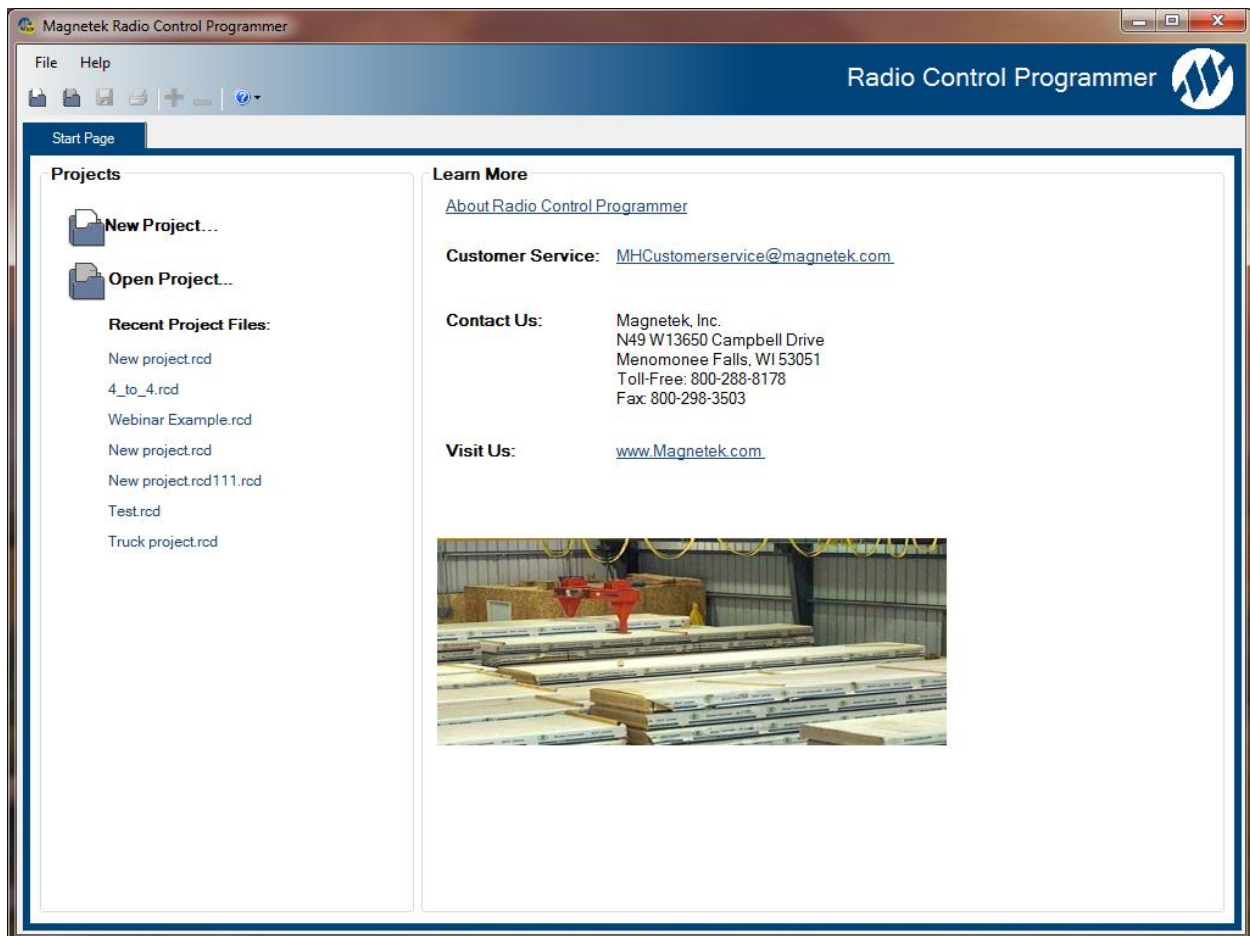 Magnetek Radio Control Programmer
File Help
Radio Control Programmer
Start Page
Projects
New Project...
Open Project...
Recent Project Files:
New project.rcd
4_to_4.rcd
Webinar Example.rcd
New project.rcd
New project.rcd111.rcd
Test.rcd
Truck project.rcd
Learn More
About Radio Control Programmer
Customer Service: MHCustomerservice@magnetek.com
Contact Us: Magnetek, Inc.
N49 W13650 Campbell Drive
Menomonee Falls, WI 53051
Toll-Free: 800-288-8178
Fax: 800-298-3503
Visit Us: www.Magnetek.com